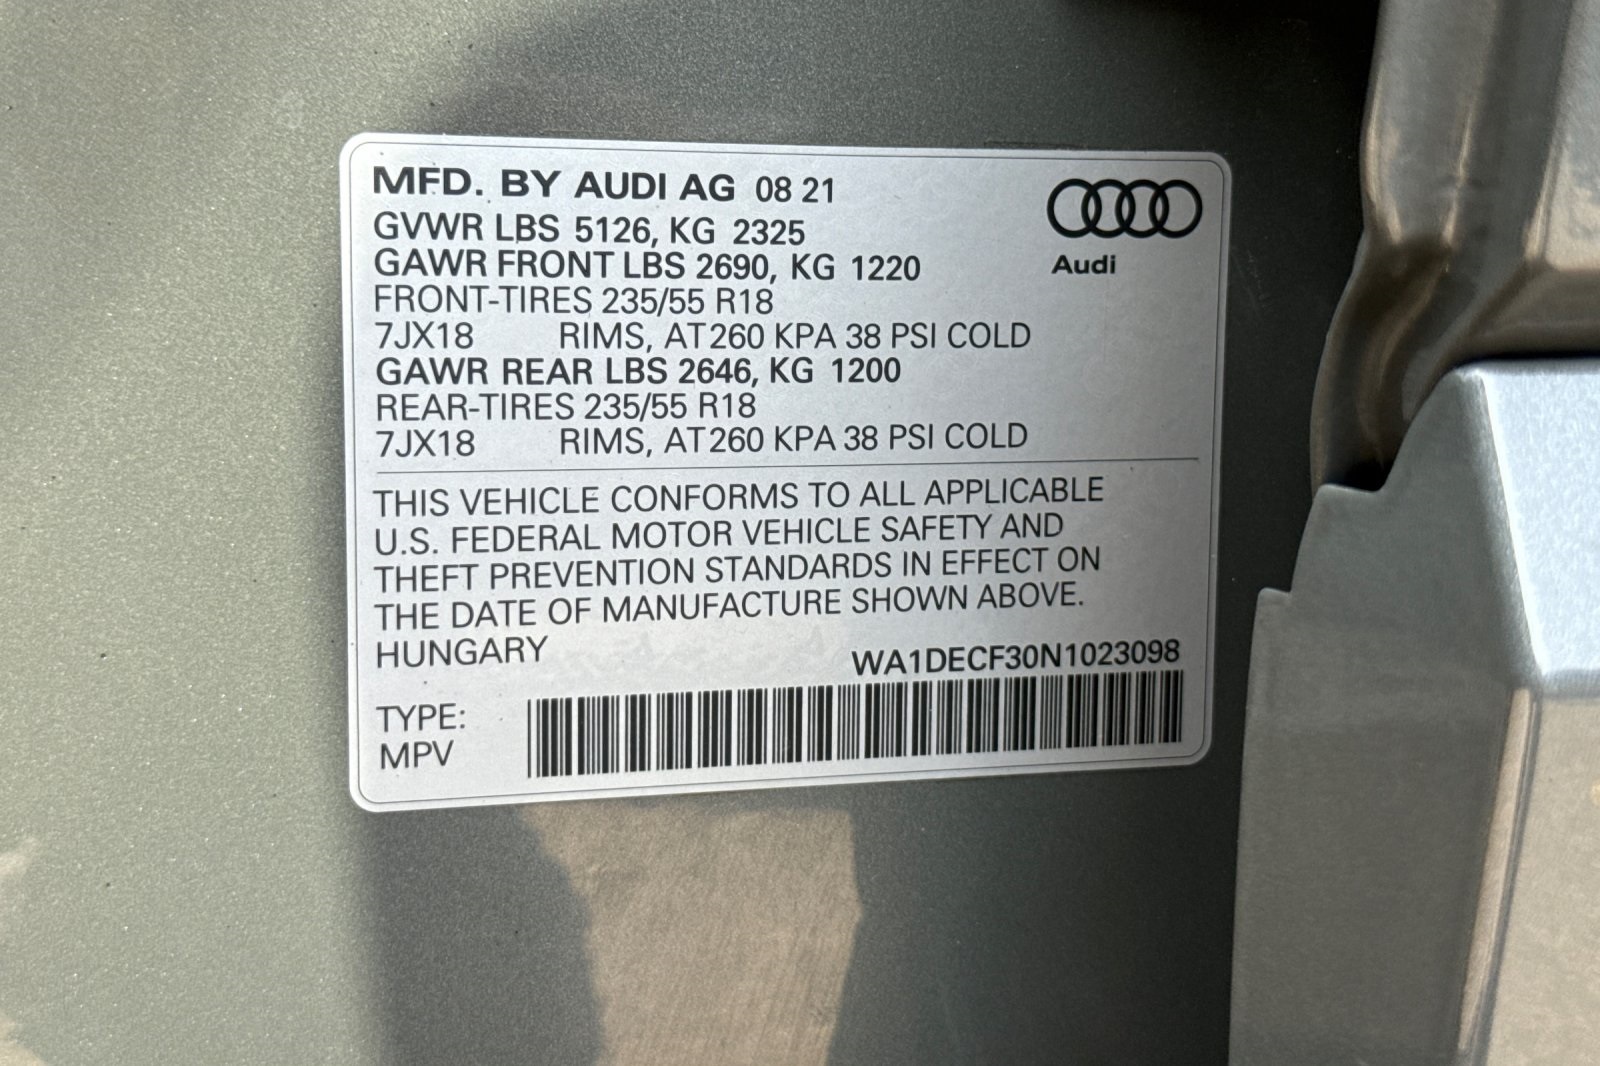 MFD. BY AUDI AG 08 21
GVWR LBS 5126, KG 2325
GAWR FRONT LBS 2690, KG 1220
FRONT-TIRES 235/55 R18
7JX18 RIMS, AT 260 KPA 38 PSI COLD
GAWR REAR LBS 2646, KG 1200
REAR-TIRES 235/55 R18
7JX18 RIMS, AT 260 KPA 38 PSI COLD
Audi
THIS VEHICLE CONFORMS TO ALL APPLICABLE
U.S. FEDERAL MOTOR VEHICLE SAFETY AND
THEFT PREVENTION STANDARDS IN EFFECT ON
THE DATE OF MANUFACTURE SHOWN ABOVE.
HUNGARY
WA1DECF30N1023098
TYPE:
MPV